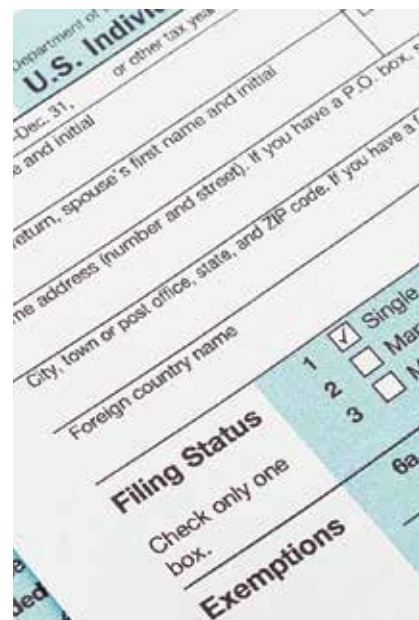 Department of
U.S. Indivi
or other tax year
–Dec. 31,
e and initial
return, spouse's first name and initial
me address (number and street). If you have a P.O. box,
City, town or post office, state, and ZIP code. If you have a f
Foreign country name
Filing Status
Check only one
box.
1 Single
2 Mar
3 M
Exemptions
6a
ded